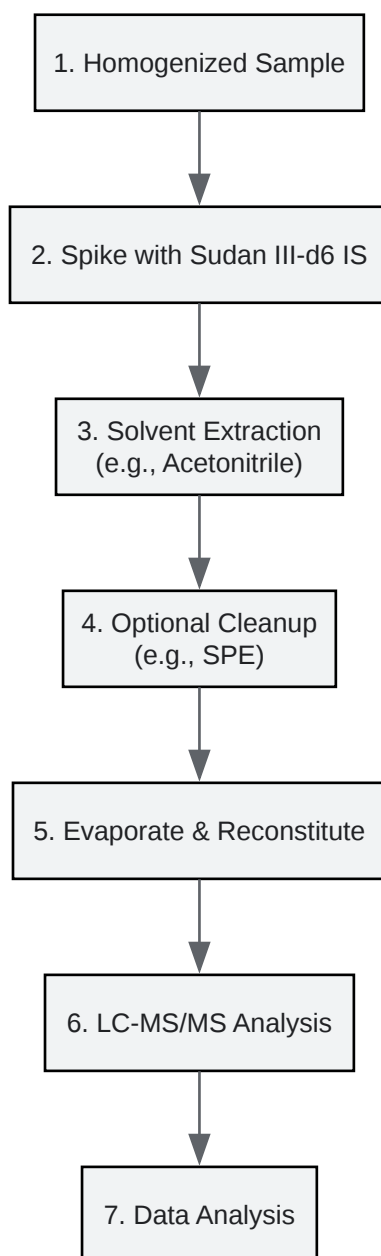 1. Homogenized Sample
2. Spike with Sudan III-d6 IS
3. Solvent Extraction
(e.g., Acetonitrile)
4. Optional Cleanup
(e.g., SPE)
5. Evaporate & Reconstitute
6. LC-MS/MS Analysis
7. Data Analysis